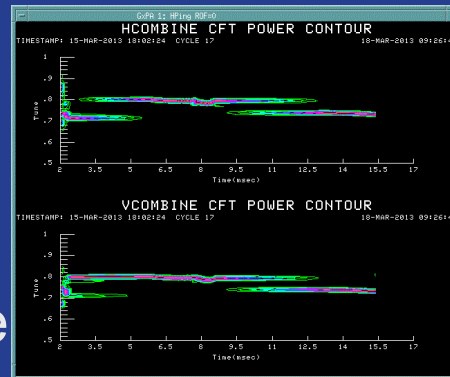 GxPA 1: HPing ROF=0
HCOMBINE CFT POWER CONTOUR
TIMESTAMP: 15-MAR-2013 18:02:24 CYCLE 17 18-MAR-2013 09:26:4
1
.9
.8
.7
.6
.5
Tune
2 3.5 5 6.5 8 9.5 11 12.5 14 15.5 17
Time(msec)
VCOMBINE CFT POWER CONTOUR
TIMESTAMP: 15-MAR-2013 18:02:24 CYCLE 17 18-MAR-2013 09:26:4
1
.9
.8
.7
.6
.5
Tune
2 3.5 5 6.5 8 9.5 11 12.5 14 15.5 17
Time(msec)
e